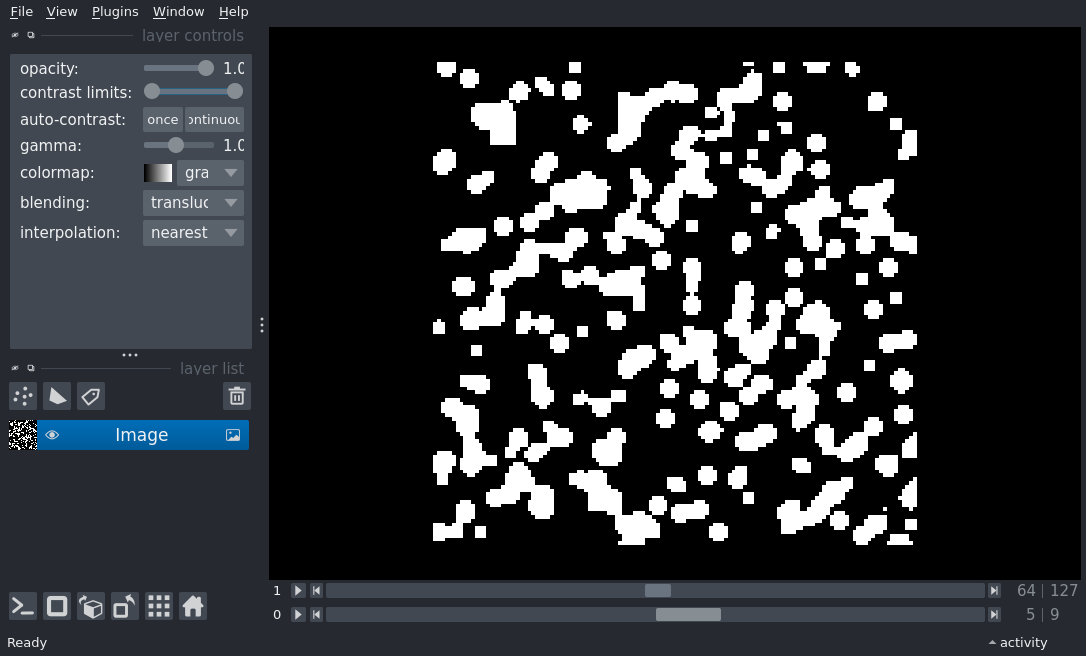 File View Plugins Window Help
layer controls
opacity: 1.0
contrast limits:
auto-contrast: once ontinuou
gamma: 1.0
colormap: gra
blending: transluc
interpolation: nearest
layer list
Image
1 64 | 127
0 5 | 9
Ready activity